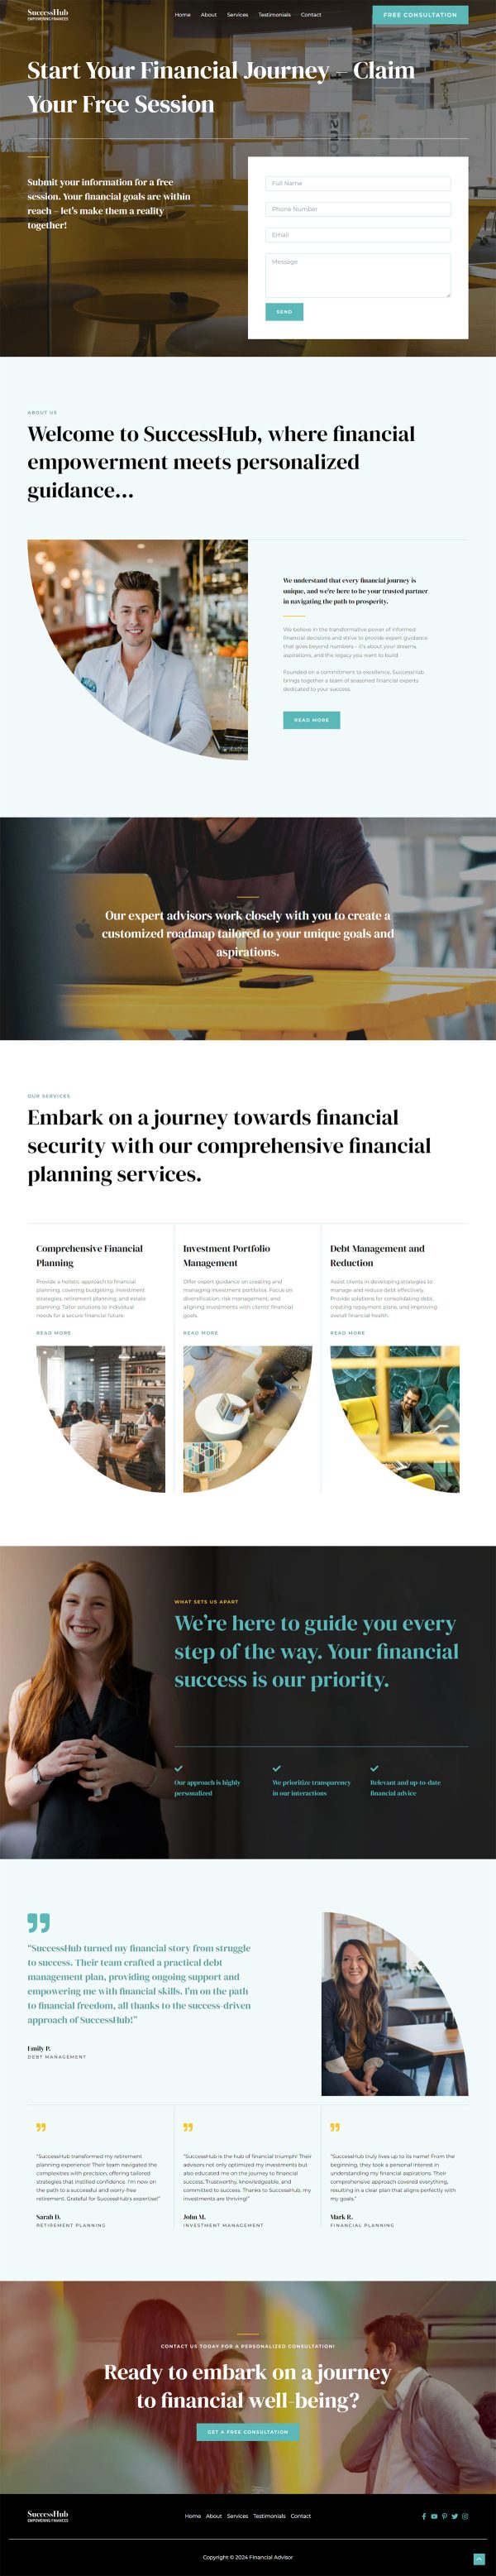 SuccessHub
EMPOWERING FINANCES
Home About Services Testimonials Contact
FREE CONSULTATION
Start Your Financial Journey – Claim
Your Free Session
Submit your information for a free
session. Your financial goals are within
reach – let's make them a reality
together!
Full Name
Phone Number
Email
Message
SEND
ABOUT US
Welcome to SuccessHub, where financial
empowerment meets personalized
guidance...
We understand that every financial journey is
unique, and we're here to be your trusted partner
in navigating the path to prosperity.
We believe in the transformative power of informed
financial decisions and strive to provide expert guidance
that goes beyond numbers – it's about your dreams,
aspirations, and the legacy you want to build.
Founded on a commitment to excellence, SuccessHub
brings together a team of seasoned financial experts
dedicated to your success.
READ MORE
Our expert advisors work closely with you to create a
customized roadmap tailored to your unique goals and
aspirations.
OUR SERVICES
Embark on a journey towards financial
security with our comprehensive financial
planning services.
Comprehensive Financial
Planning
Provide a holistic approach to financial
planning, covering budgeting, investment
strategies, retirement planning, and estate
planning. Tailor solutions to individual
needs for a secure financial future.
READ MORE
Investment Portfolio
Management
Offer expert guidance on creating and
managing investment portfolios. Focus on
diversification, risk management, and
aligning investments with clients' financial
goals.
READ MORE
Debt Management and
Reduction
Assist clients in developing strategies to
manage and reduce debt effectively.
Provide solutions for consolidating debt,
creating repayment plans, and improving
overall financial health.
READ MORE
WHAT SETS US APART
We're here to guide you every
step of the way. Your financial
success is our priority.
Our approach is highly
personalized
We prioritize transparency
in our interactions
Relevant and up-to-date
financial advice
"SuccessHub turned my financial story from struggle
to success. Their team crafted a practical debt
management plan, providing ongoing support and
empowering me with financial skills. I'm on the path
to financial freedom, all thanks to the success-driven
approach of SuccessHub!"
Emily P.
DEBT MANAGEMENT
"SuccessHub transformed my retirement
planning experience! Their team navigated the
complexities with precision, offering tailored
strategies that instilled confidence. I'm now on
the path to a successful and worry-free
retirement. Grateful for SuccessHub's expertise!"
Sarah D.
RETIREMENT PLANNING
"SuccessHub is the hub of financial triumph! Their
advisors not only optimized my investments but
also educated me on the journey to financial
success. Trustworthy, knowledgeable, and
committed to success. Thanks to SuccessHub, my
investments are thriving!"
John M.
INVESTMENT MANAGEMENT
"SuccessHub truly lives up to its name! From the
beginning, they took a personal interest in
understanding my financial aspirations. Their
comprehensive approach covered everything,
resulting in a clear plan that aligns perfectly with
my goals."
Mark R.
FINANCIAL PLANNING
CONTACT US TODAY FOR A PERSONALIZED CONSULTATION!
Ready to embark on a journey
to financial well-being?
GET A FREE CONSULTATION
SuccessHub
EMPOWERING FINANCES
Home About Services Testimonials Contact
Copyright © 2024 Financial Advisor